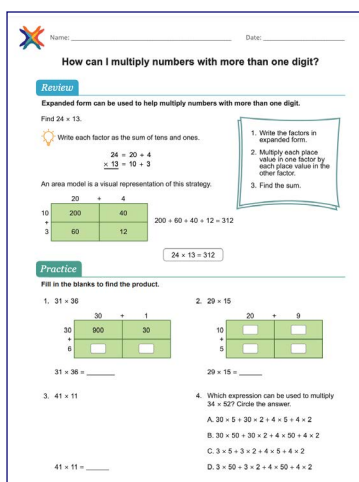 Name: Date:
How can I multiply numbers with more than one digit?
Review
Expanded form can be used to help multiply numbers with more than one digit.
Find 24 × 13.
Write each factor as the sum of tens and ones.
24 = 20 + 4
× 13 = 10 + 3
1. Write the factors in
expanded form.
2. Multiply each place
value in one factor by
each place value in the
other factor.
3. Find the sum.
An area model is a visual representation of this strategy.
20 + 4
10 200 40
+
3 60 12
200 + 60 + 40 + 12 = 312
24 × 13 = 312
Practice
Fill in the blanks to find the product.
1. 31 × 36
30 + 1
30 900 30
+
6
31 × 36 =
2. 29 × 15
20 + 9
10
+
5
29 × 15 =
3. 41 × 11
41 × 11 =
4. Which expression can be used to multiply
34 × 52? Circle the answer.
A. 30 × 5 + 30 × 2 + 4 × 5 + 4 × 2
B. 30 × 50 + 30 × 2 + 4 × 50 + 4 × 2
C. 3 × 5 + 3 × 2 + 4 × 5 + 4 × 2
D. 3 × 50 + 3 × 2 + 4 × 50 + 4 × 2